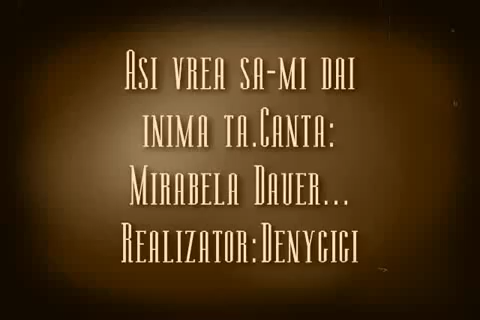 Asi vrea sa-mi dai
inima ta.Canta:
Mirabela Dauer...
Realizator:Denygigi